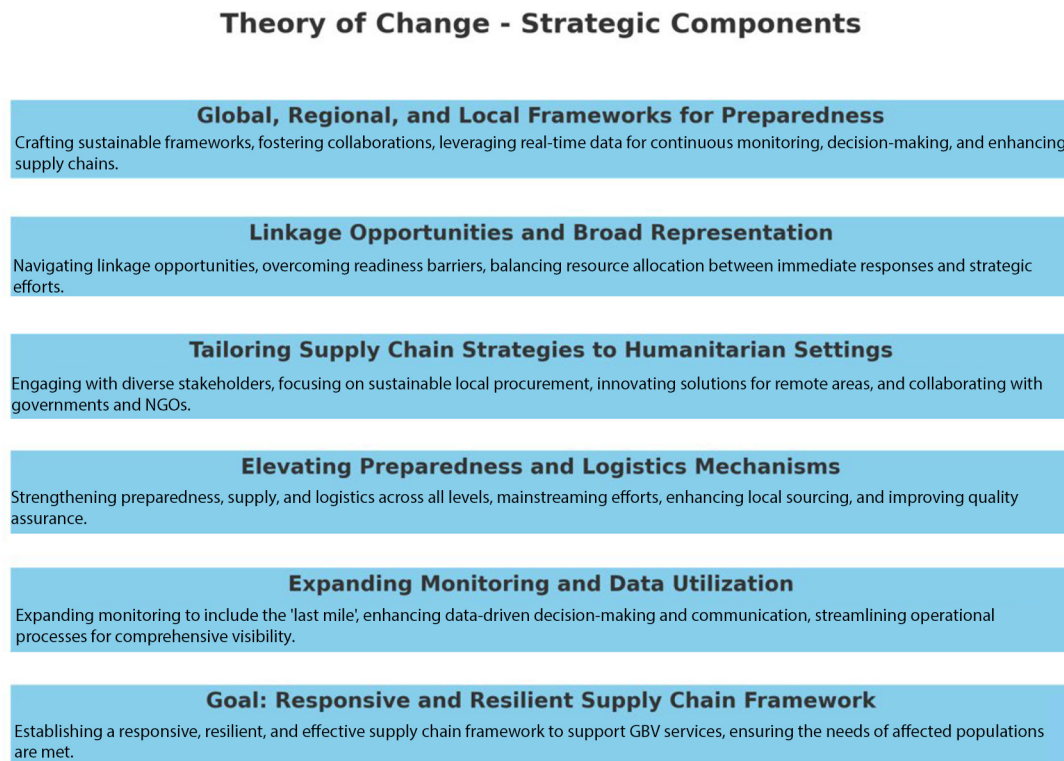 Theory of Change - Strategic Components
Global, Regional, and Local Frameworks for Preparedness
Crafting sustainable frameworks, fostering collaborations, leveraging real-time data for continuous monitoring, decision-making, and enhancing
supply chains.
Linkage Opportunities and Broad Representation
Navigating linkage opportunities, overcoming readiness barriers, balancing resource allocation between immediate responses and strategic
efforts.
Tailoring Supply Chain Strategies to Humanitarian Settings
Engaging with diverse stakeholders, focusing on sustainable local procurement, innovating solutions for remote areas, and collaborating with
governments and NGOs.
Elevating Preparedness and Logistics Mechanisms
Strengthening preparedness, supply, and logistics across all levels, mainstreaming efforts, enhancing local sourcing, and improving quality
assurance.
Expanding Monitoring and Data Utilization
Expanding monitoring to include the 'last mile', enhancing data-driven decision-making and communication, streamlining operational
processes for comprehensive visibility.
Goal: Responsive and Resilient Supply Chain Framework
Establishing a responsive, resilient, and effective supply chain framework to support GBV services, ensuring the needs of affected populations
are met.